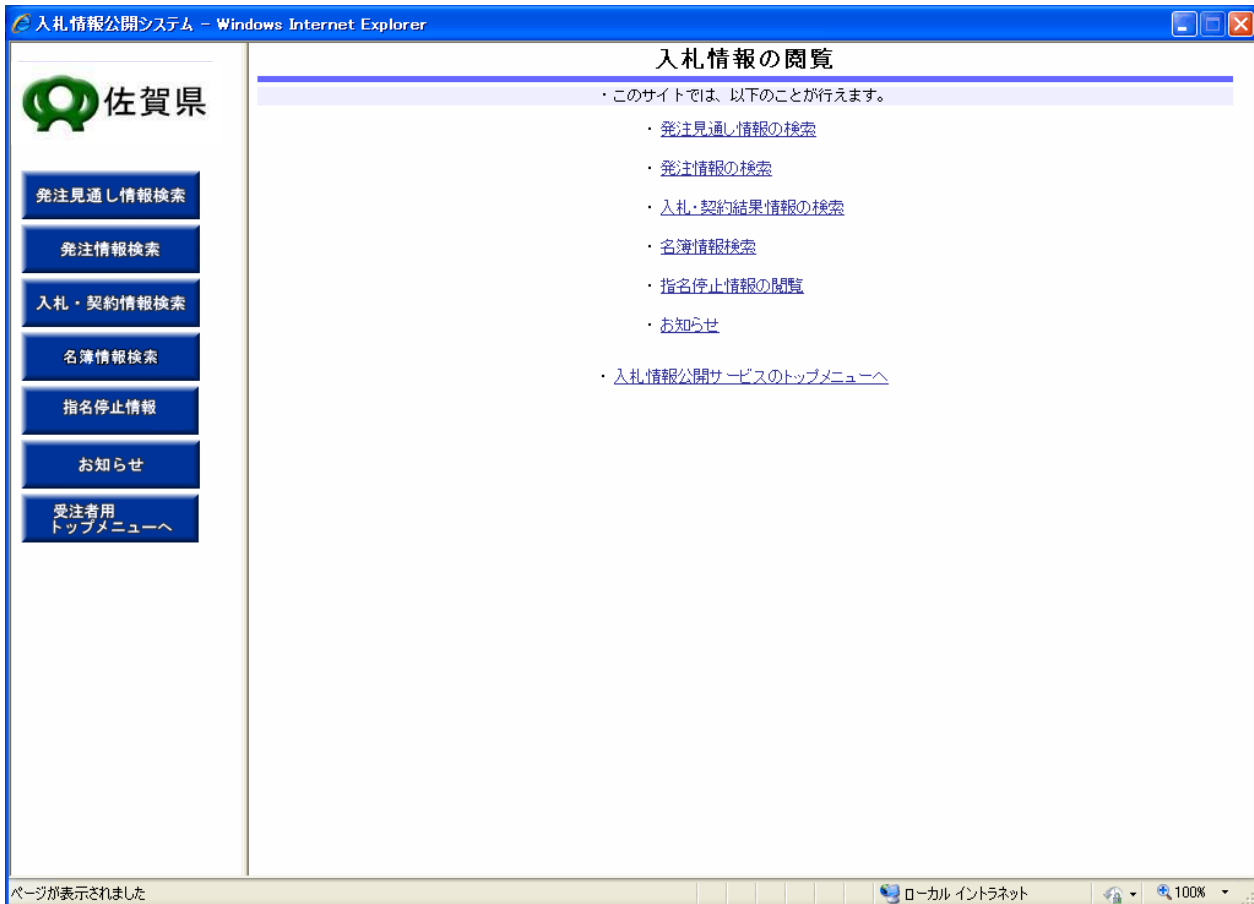 入札情報公開システム - Windows Internet Explorer
佐賀県
発注見通し情報検索
発注情報検索
入札・契約情報検索
名簿情報検索
指名停止情報
お知らせ
受注者用
トップメニューへ
入札情報の閲覧
・このサイトでは、以下のことが行えます。
・発注見通し情報の検索
・発注情報の検索
・入札・契約結果情報の検索
・名簿情報検索
・指名停止情報の閲覧
・お知らせ
・入札情報公開サービスのトップメニューへ
ページが表示されました
ローカル イントラネット
100%